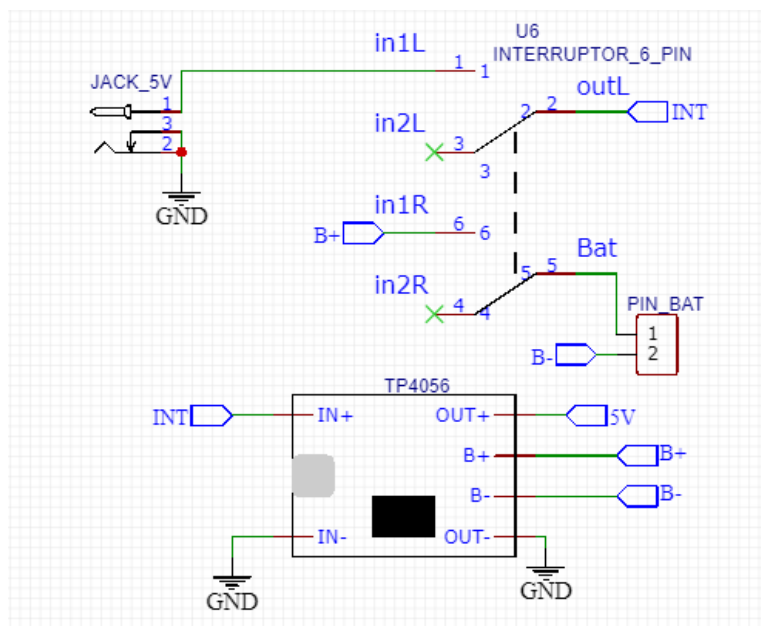 U6
INTERRUPTOR_6_PIN
in1L
1 1
JACK_5V
1
3
2
GND
outL
2 2
INT
in2L
3
3
in1R
B+
6 6
Bat
5 5
in2R
4 4
PIN_BAT
1
2
B-
TP4056
INT
IN+
OUT+
5V
B+
B+
B-
B-
IN-
OUT-
GND
GND